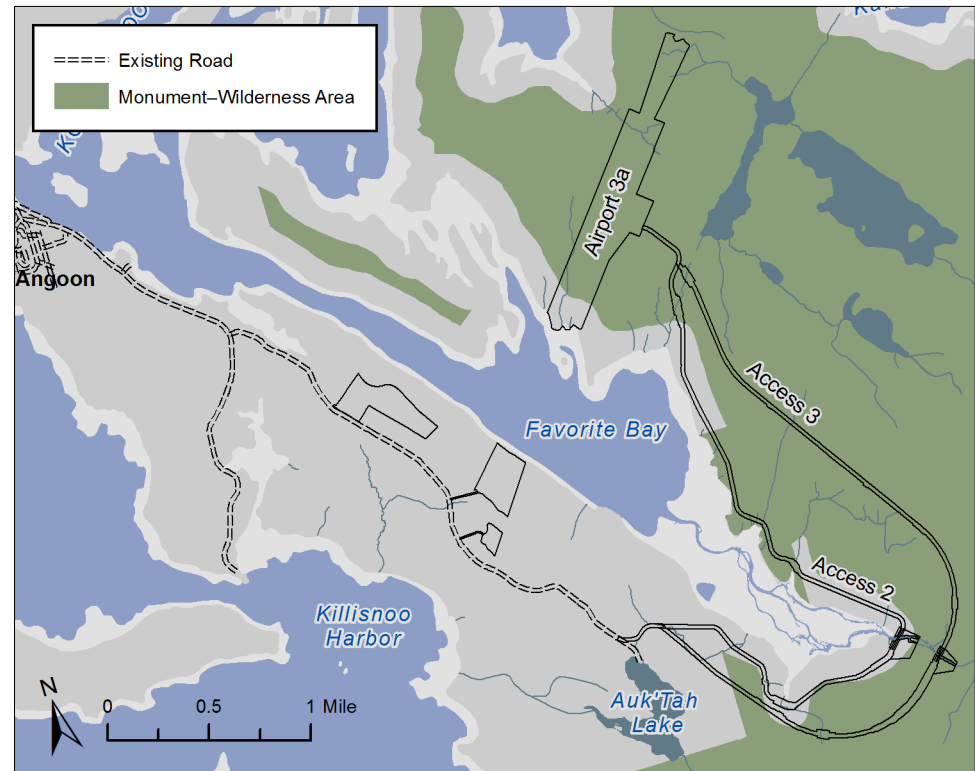 Existing Road
Monument–Wilderness Area
Angoon
Airport 3a
Access 3
Favorite Bay
Access 2
Killisnoo
Harbor
Auk'Tah
Lake
N
0 0.5 1 Mile